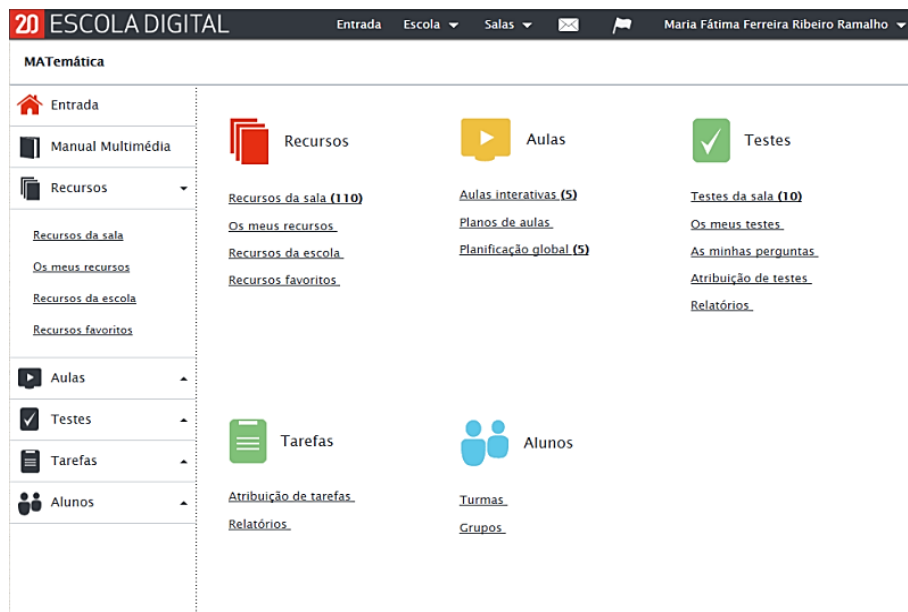 20 ESCOLA DIGITAL
Entrada Escola Salas Maria Fátima Ferreira Ribeiro Ramalho
MATemática
Entrada
Manual Multimédia
Recursos
Recursos da sala
Os meus recursos
Recursos da escola
Recursos favoritos
Aulas
Testes
Tarefas
Alunos
Recursos
Recursos da sala (110)
Os meus recursos
Recursos da escola
Recursos favoritos
Aulas
Aulas interativas (5)
Planos de aulas
Planificação global (5)
Testes
Testes da sala (10)
Os meus testes
As minhas perguntas
Atribuição de testes
Relatórios
Tarefas
Atribuição de tarefas
Relatórios
Alunos
Turmas
Grupos